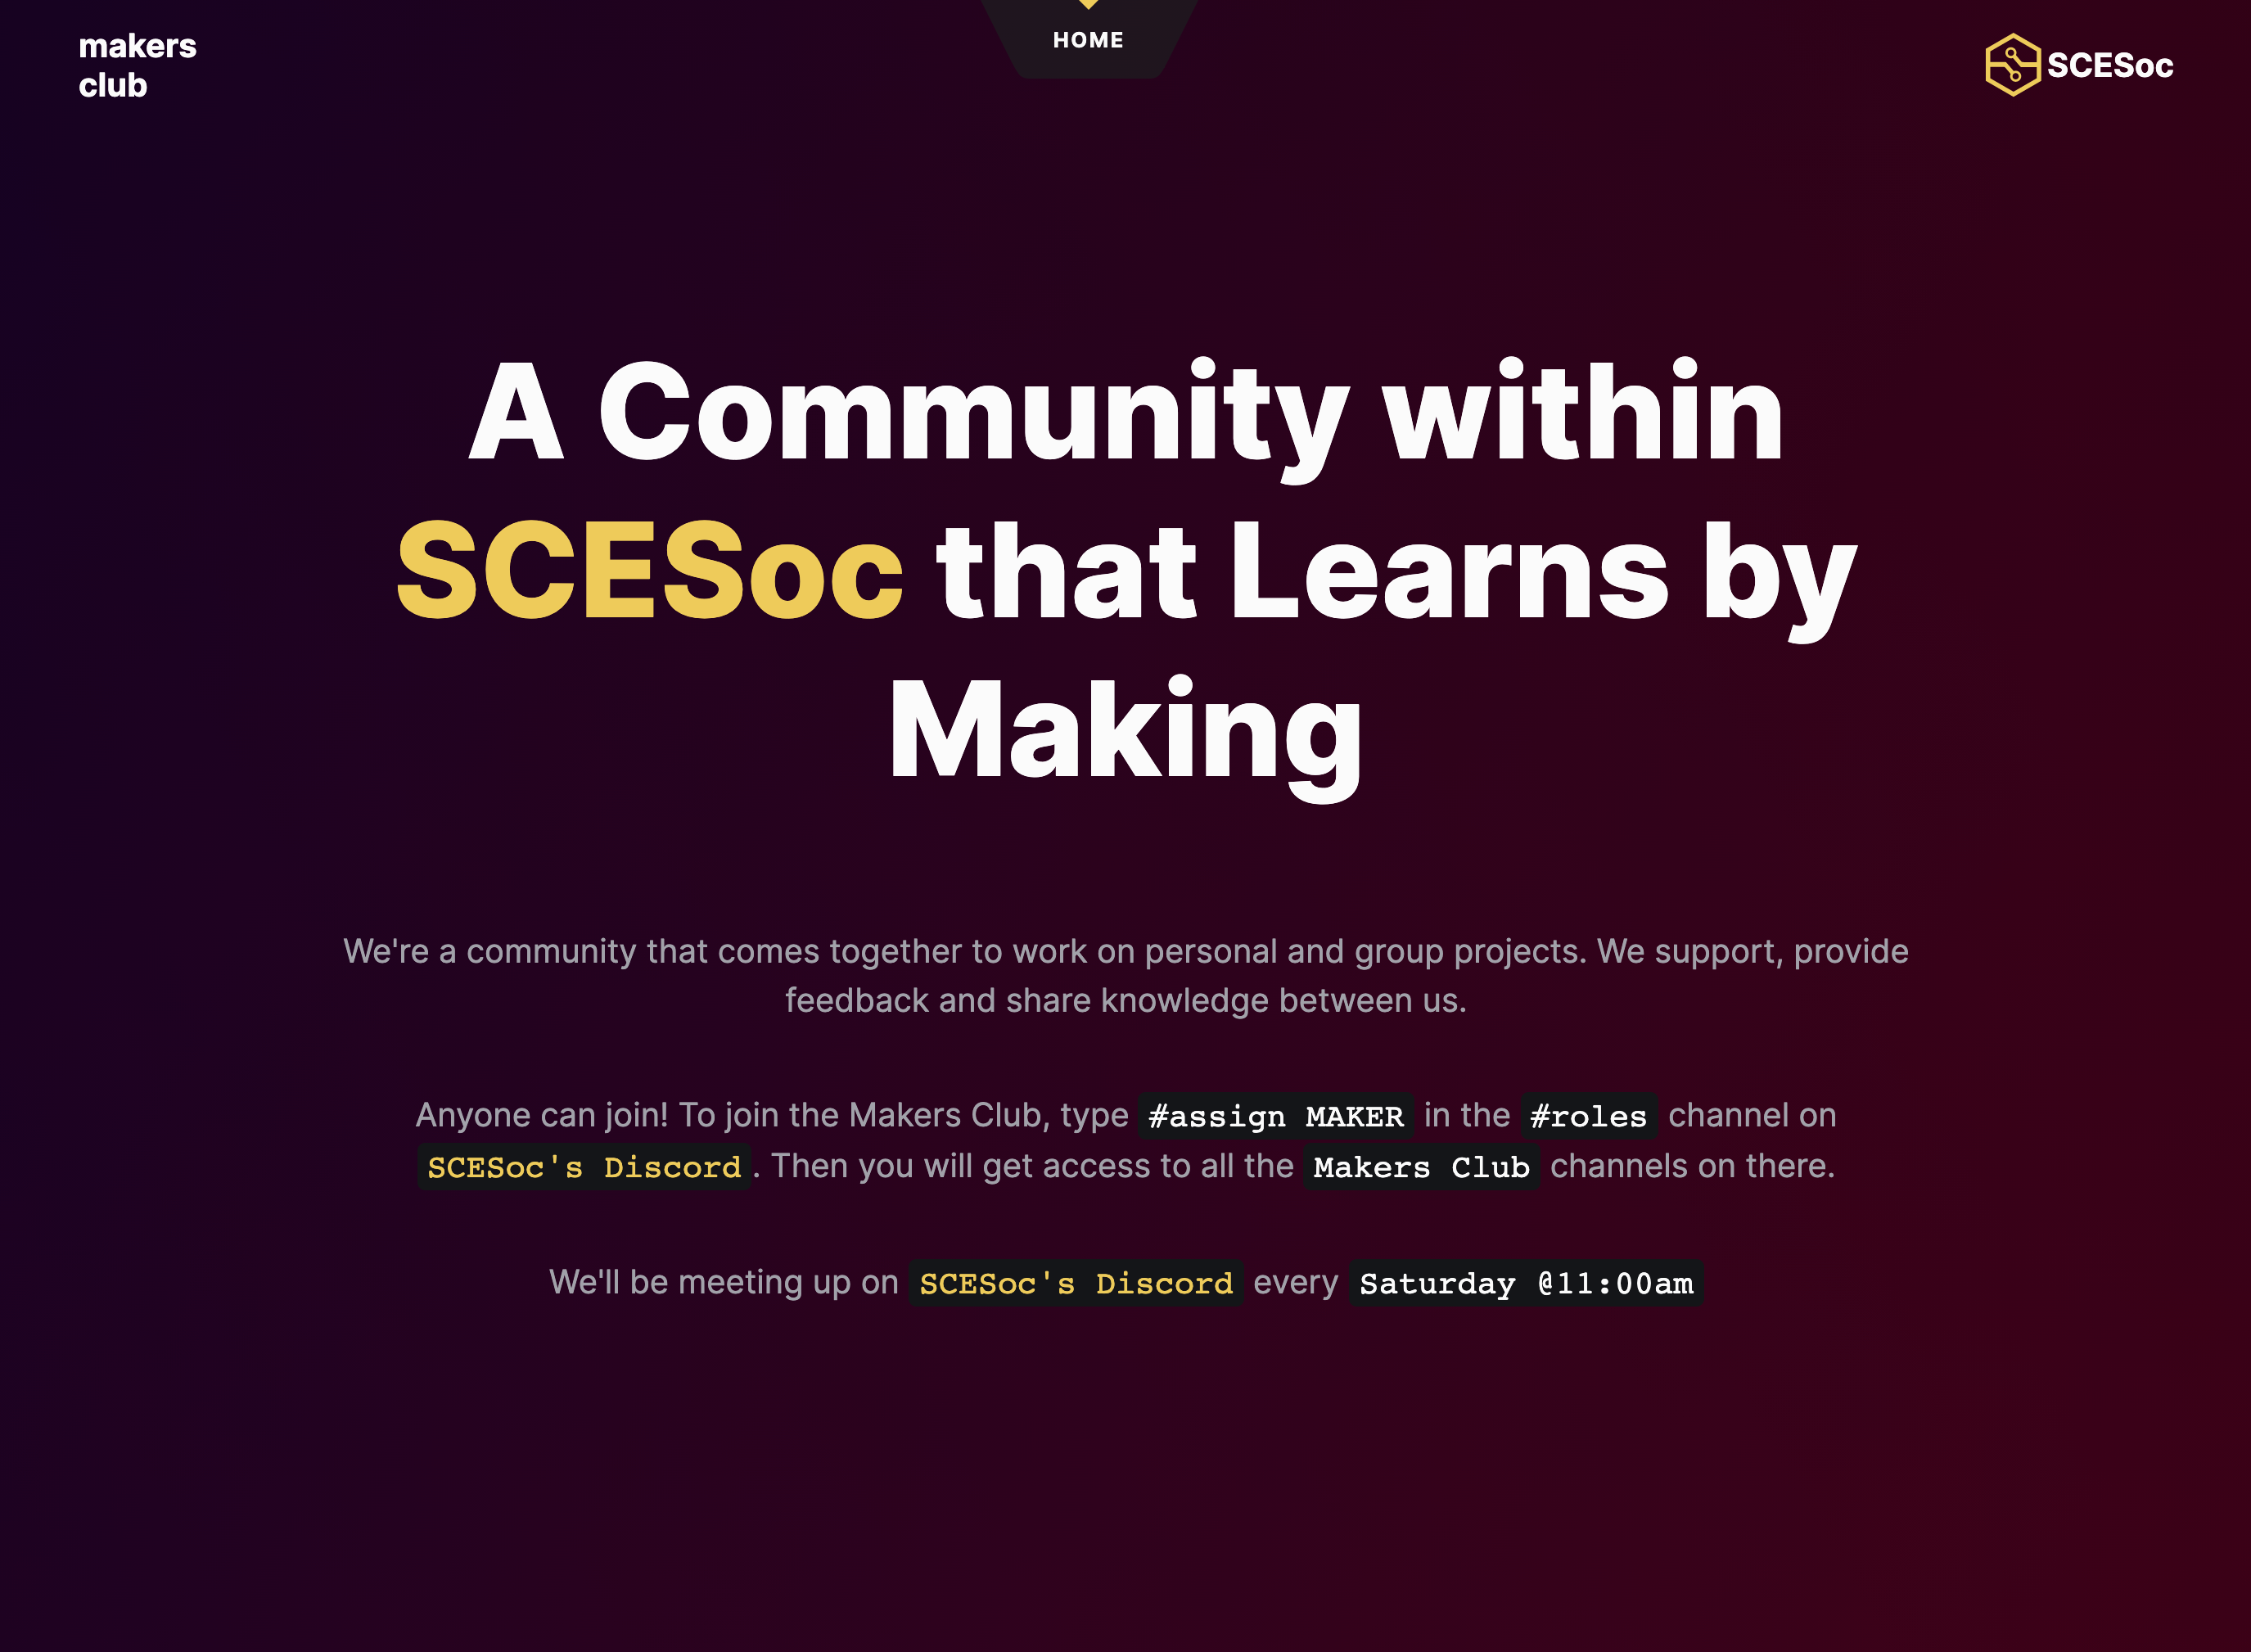 makers
club
HOME
SCESoc
A Community within
SCESoc that Learns by
Making
We're a community that comes together to work on personal and group projects. We support, provide
feedback and share knowledge between us.
Anyone can join! To join the Makers Club, type #assign MAKER in the #roles channel on
SCESoc's Discord. Then you will get access to all the Makers Club channels on there.
We'll be meeting up on SCESoc's Discord every Saturday @11:00am